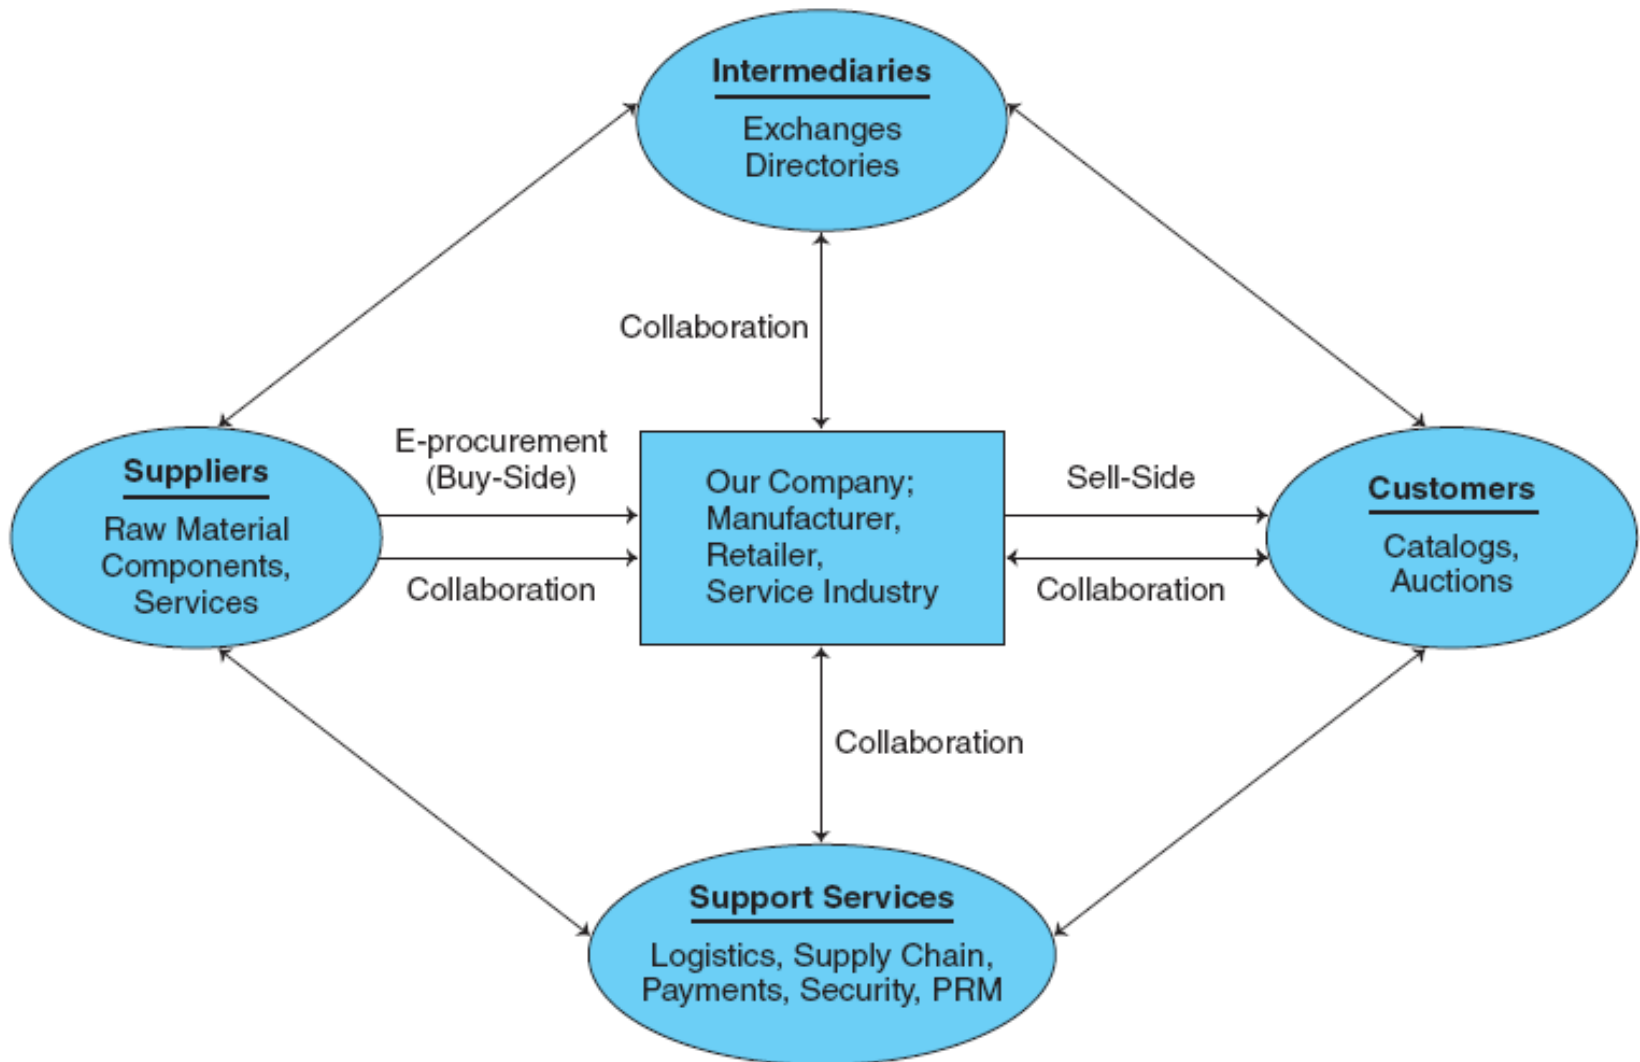 Intermediaries
Exchanges
Directories
Collaboration
E-procurement
(Buy-Side)
Collaboration
Suppliers
Raw Material
Components,
Services
Our Company;
Manufacturer,
Retailer,
Service Industry
Sell-Side
Collaboration
Customers
Catalogs,
Auctions
Collaboration
Support Services
Logistics, Supply Chain,
Payments, Security, PRM